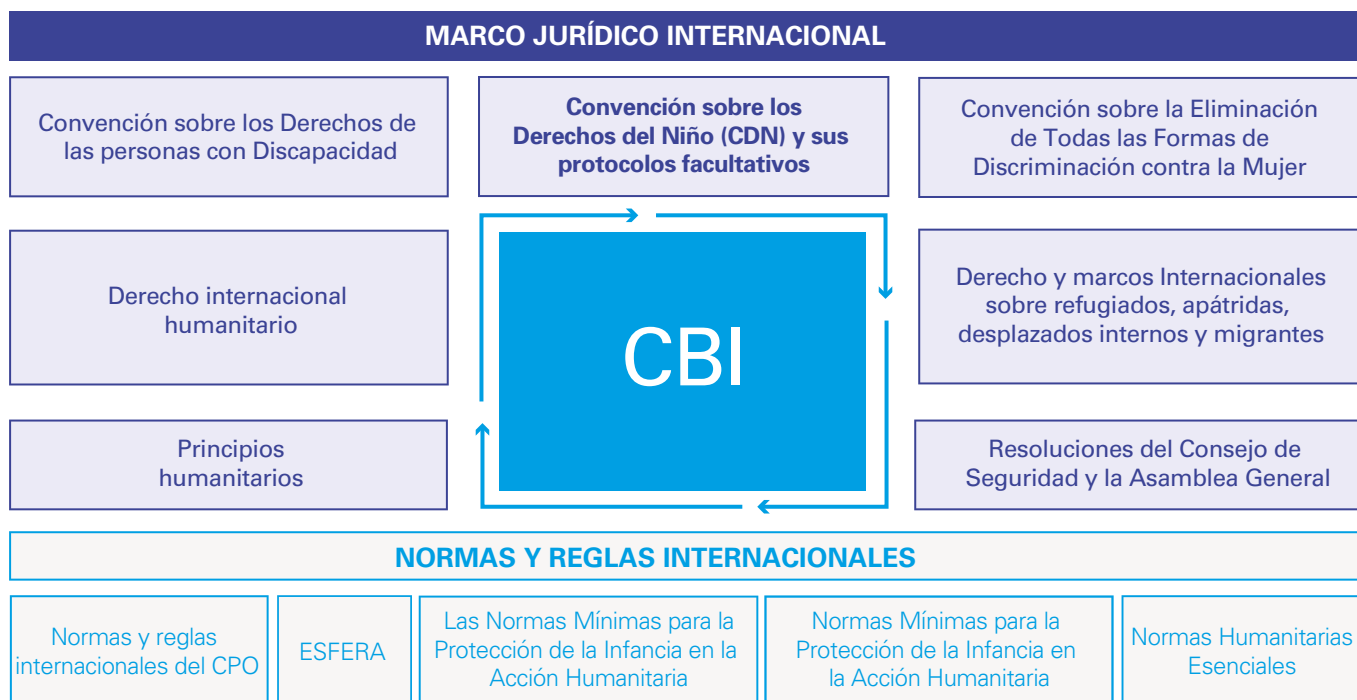 MARCO JURÍDICO INTERNACIONAL
Convención sobre los Derechos de
las personas con Discapacidad
Convención sobre los
Derechos del Niño (CDN) y sus
protocolos facultativos
Convención sobre la Eliminación
de Todas las Formas de
Discriminación contra la Mujer
Derecho internacional
humanitario
CBI
Derecho y marcos Internacionales
sobre refugiados, apátridas,
desplazados internos y migrantes
Principios
humanitarios
Resoluciones del Consejo de
Seguridad y la Asamblea General
NORMAS Y REGLAS INTERNACIONALES
Normas y reglas
internacionales del CPO
ESFERA
Las Normas Mínimas para la
Protección de la Infancia en la
Acción Humanitaria
Normas Mínimas para la
Protección de la Infancia en
la Acción Humanitaria
Normas Humanitarias
Esenciales